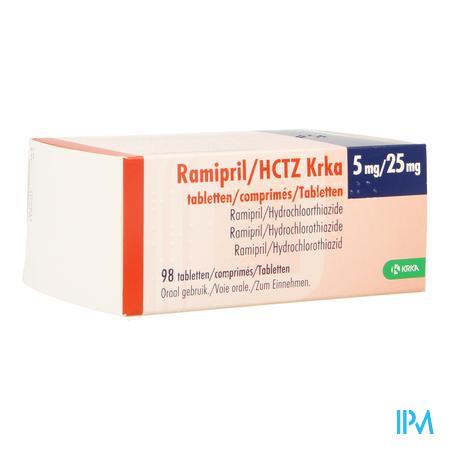 Ramipril/HCTZ Krka 5 mg/25 mg
tabletten/comprimés/Tabletten
Ramipril/Hydrochloorthiazide
Ramipril/Hydrochlorothiazide
Ramipril/Hydrochlorothiazid
98 tabletten/comprimés/Tabletten
Oraal gebruik./Voie orale./Zum Einnehmen.
KRKA
IPM